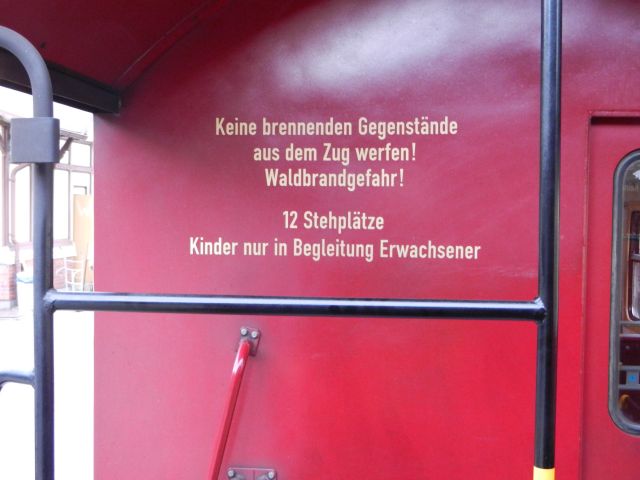 Keine brennenden Gegenstände
aus dem Zug werfen!
Waldbrandgefahr!
12 Stehplätze
Kinder nur in Begleitung Erwachsener